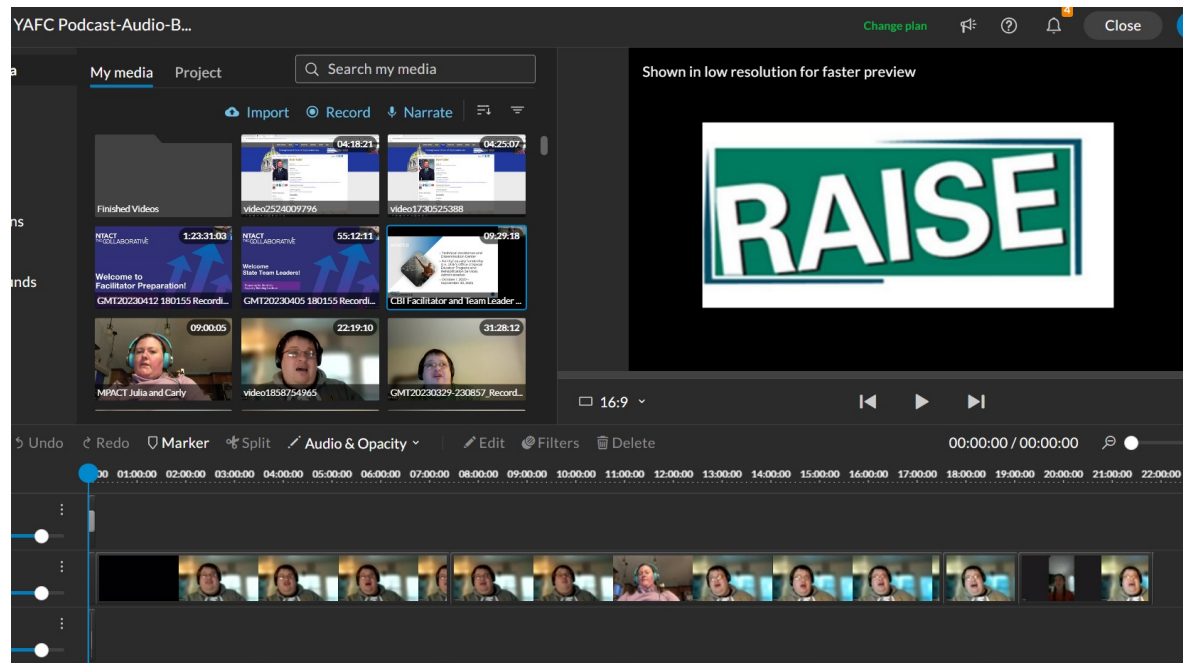 YAFC Podcast-Audio-B...
Change plan
4
Close
a
My media Project
Search my media
Shown in low resolution for faster preview
Import Record Narrate
RAISE
04:18:21
04:25:07
Finished Videos
video2524009796
video1730525388
ns
NTACT
THE COLLABORATIVE
1:23:31:03
Welcome to
Facilitator Preparation!
GMT20230412 180155 Recordi...
NTACT
THE COLLABORATIVE
55:12:11
Welcome
State Team Leaders!
GMT20230405 180155 Recordi...
09:29:18
CBI Facilitator and Team Leader ...
unds
09:00:05
22:19:10
31:28:12
MPACT Julia and Carly
video1858754965
GMT20230329-230857_Record...
16:9
Undo Redo Marker Split Audio & Opacity Edit Filters Delete
00:00:00 / 00:00:00
00 01:00:00 02:00:00 03:00:00 04:00:00 05:00:00 06:00:00 07:00:00 08:00:00 09:00:00 10:00:00 11:00:00 12:00:00 13:00:00 14:00:00 15:00:00 16:00:00 17:00:00 18:00:00 19:00:00 20:00:00 21:00:00 22:00:00